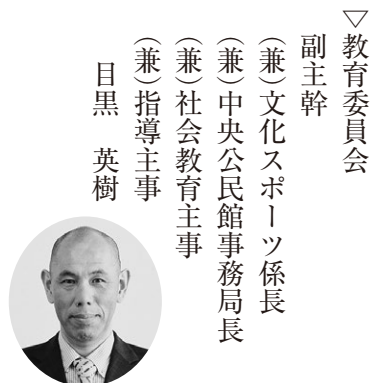 ▽教育委員会
副主幹
（兼）文化スポーツ係長
（兼）中央公民館事務局長
（兼）社会教育主事
（兼）指導主事
目黒　英樹